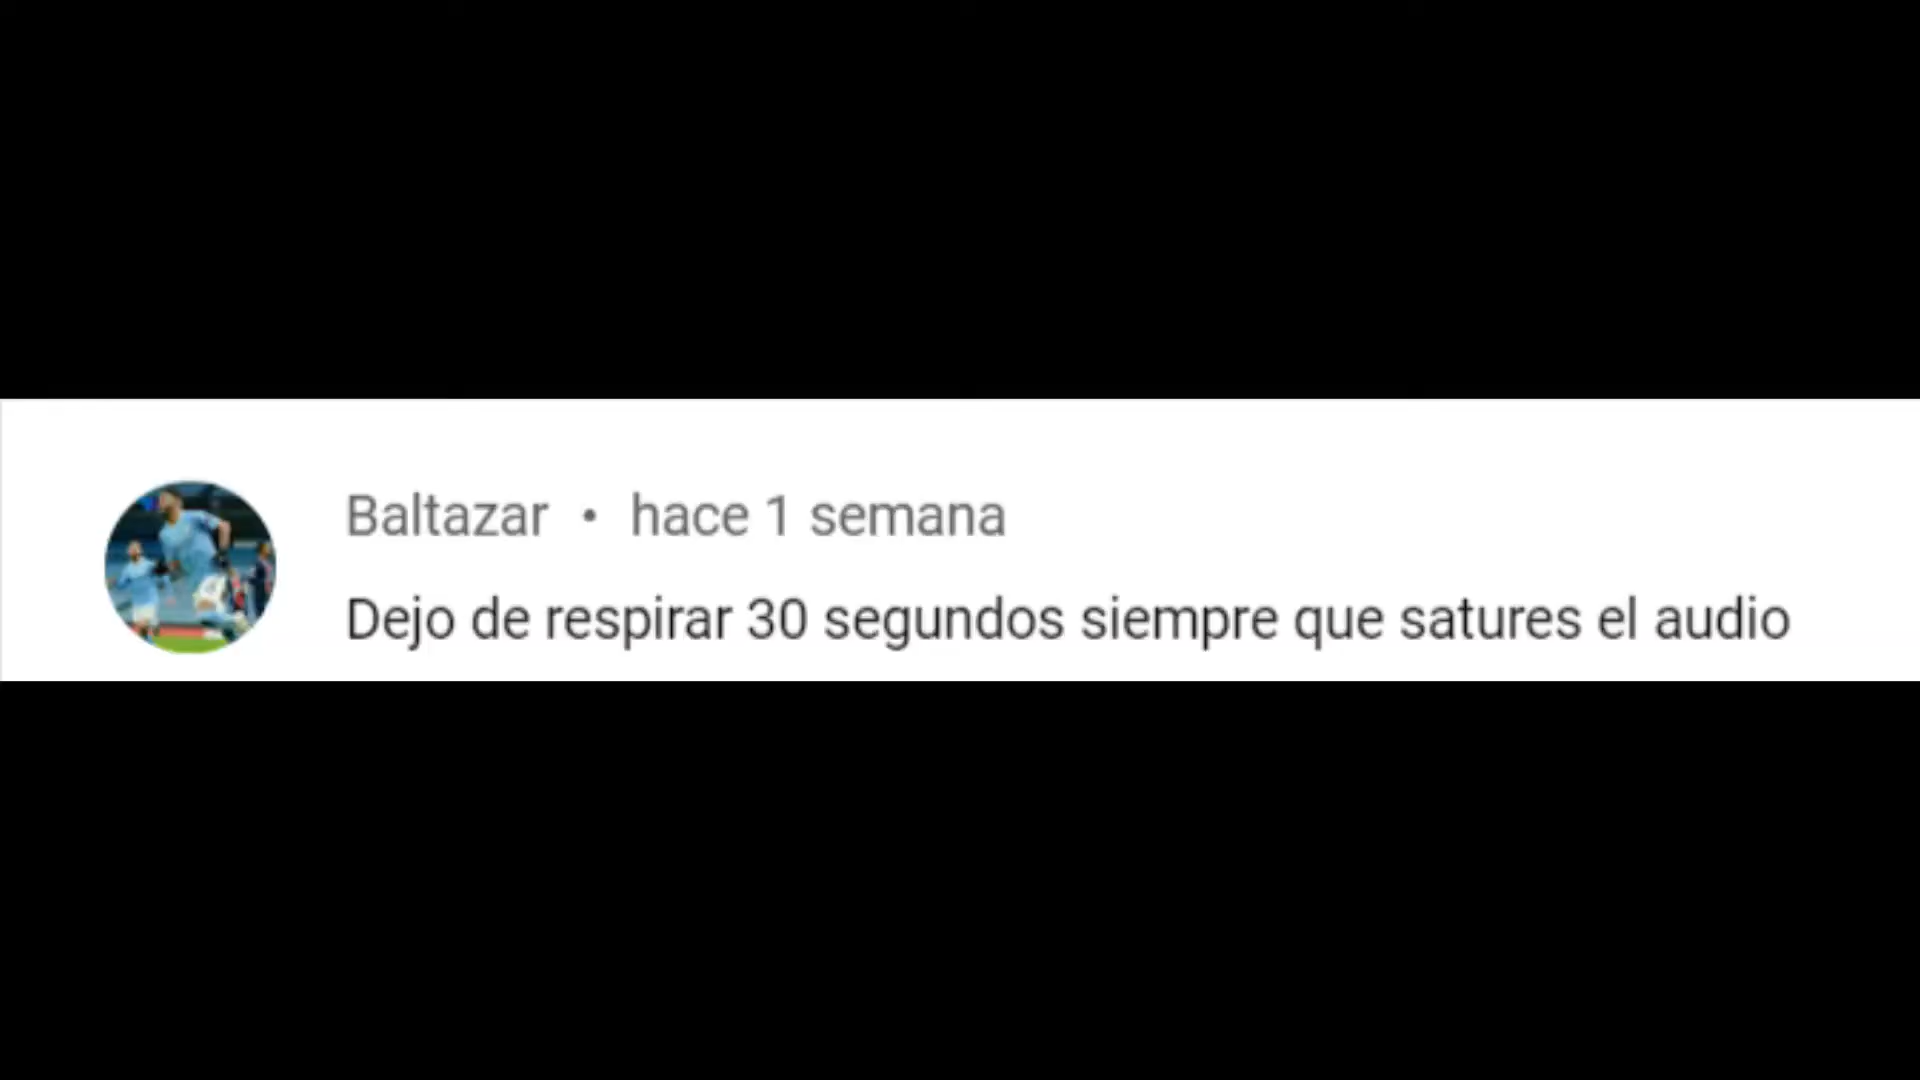 Baltazar • hace 1 semana
Dejo de respirar 30 segundos siempre que satures el audio